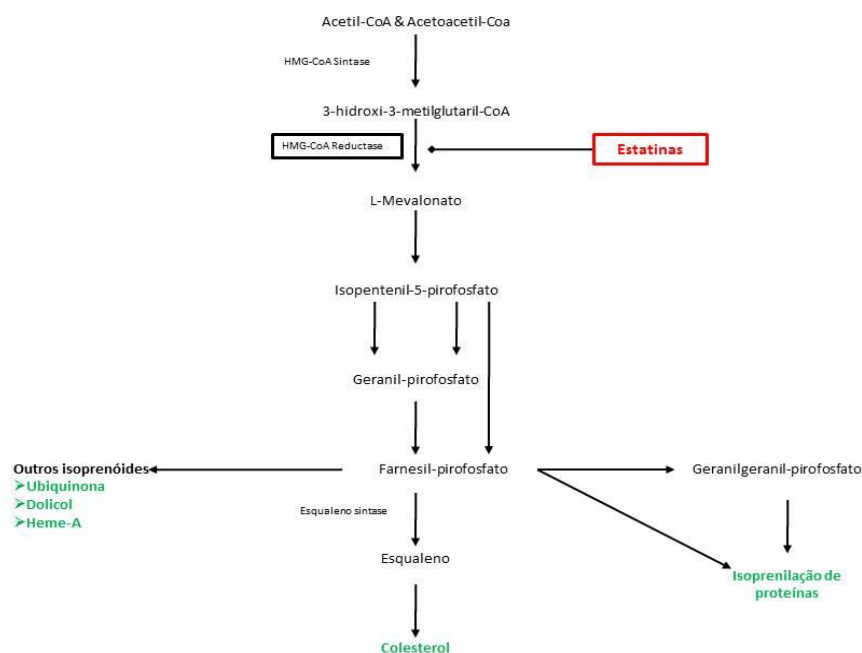 Acetil-CoA & Acetoacetil-Coa
HMG-CoA Sintase
3-hidroxi-3-metilglutaril-CoA
HMG-CoA Reductase
Estatinas
L-Mevalonato
Isopentenil-5-pirofosfato
Geranil-pirofosfato
Outros isoprenóides
Farnesil-pirofosfato
Geranilgeranil-pirofosfato
➢Ubiquinona
➢Dolicol
➢Heme-A
Esqualeno sintase
Esqualeno
Isoprenilação de
proteínas
Colesterol